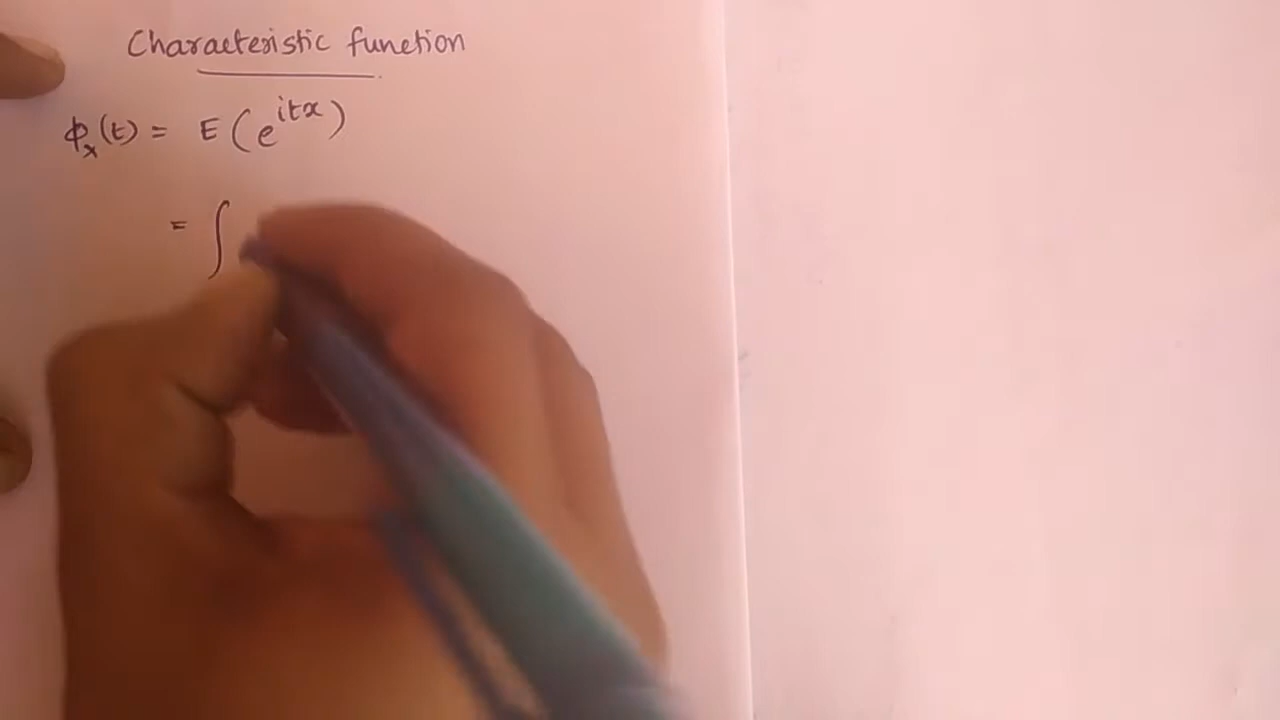 Characteristic function
ϕₓ(t) = E(e^{itx})
= ∫